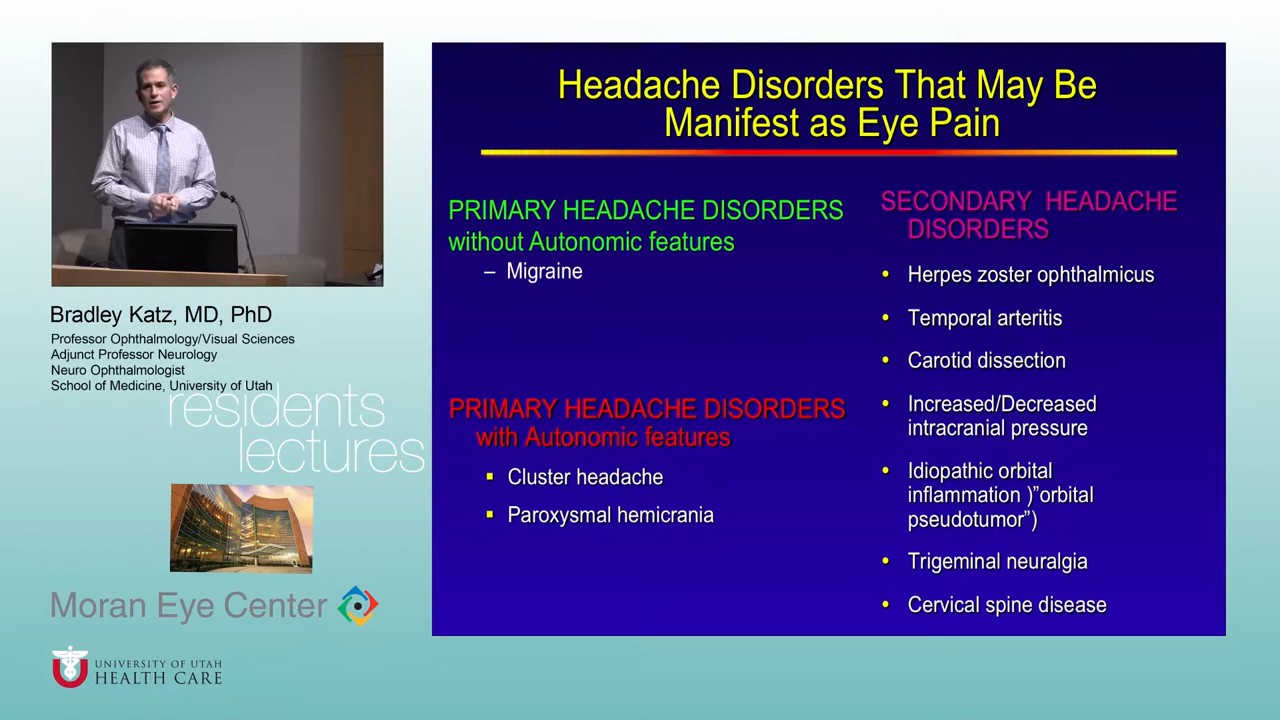 Headache Disorders That May Be
Manifest as Eye Pain
PRIMARY HEADACHE DISORDERS
without Autonomic features
– Migraine
PRIMARY HEADACHE DISORDERS
with Autonomic features
▪ Cluster headache
▪ Paroxysmal hemicrania
SECONDARY HEADACHE
DISORDERS
• Herpes zoster ophthalmicus
• Temporal arteritis
• Carotid dissection
• Increased/Decreased
intracranial pressure
• Idiopathic orbital
inflammation )”orbital
pseudotumor”)
• Trigeminal neuralgia
• Cervical spine disease
Bradley Katz, MD, PhD
Professor Ophthalmology/Visual Sciences
Adjunct Professor Neurology
Neuro Ophthalmologist
School of Medicine, University of Utah
residents
lectures
Moran Eye Center
UNIVERSITY OF UTAH
HEALTH CARE